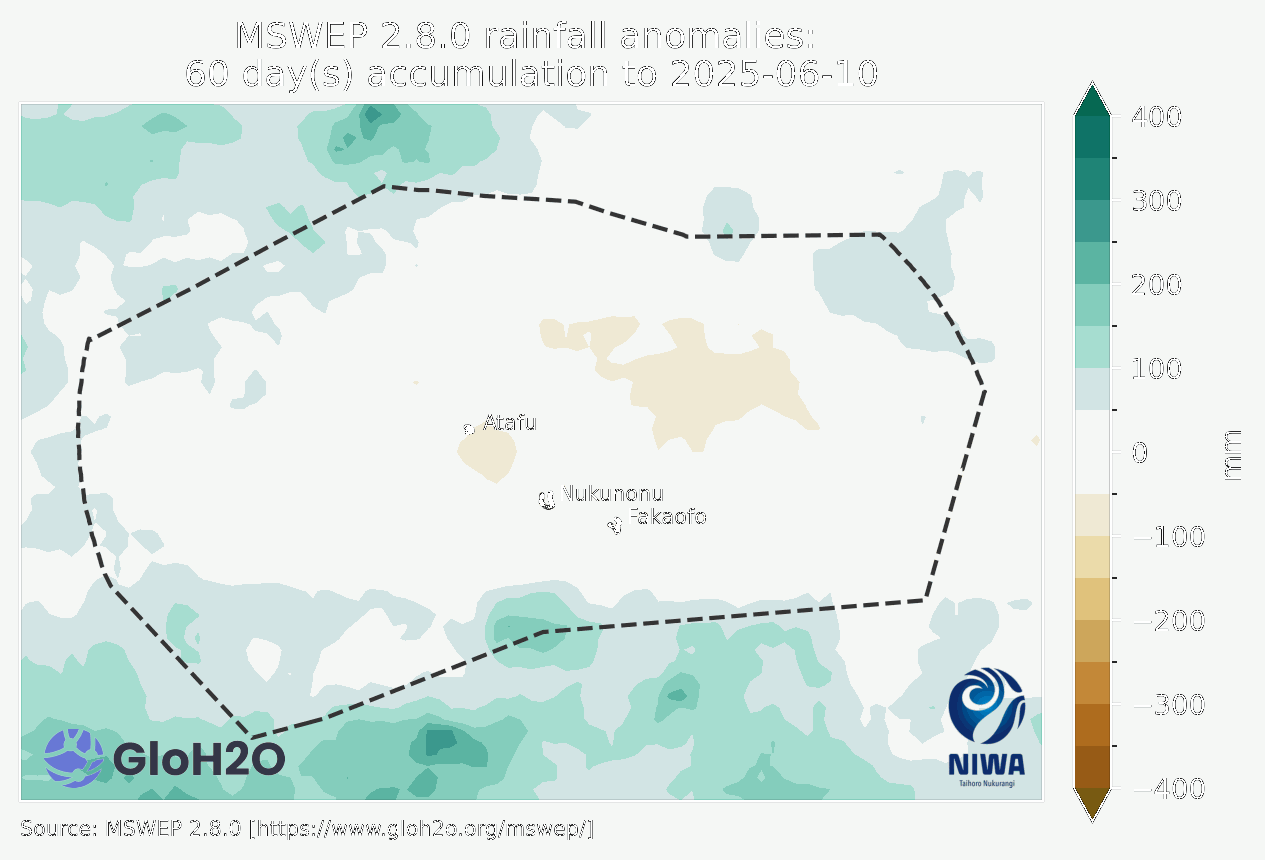 MSWEP 2.8.0 rainfall anomalies:
60 day(s) accumulation to 2025-06-10
400
300
200
100
0
−100
−200
−300
−400
mm
Atafu
Nukunonu
Fakaofo
GloH2O
NIWA
Taihoro Nukurangi
Source: MSWEP 2.8.0 [https://www.gloh2o.org/mswep/]